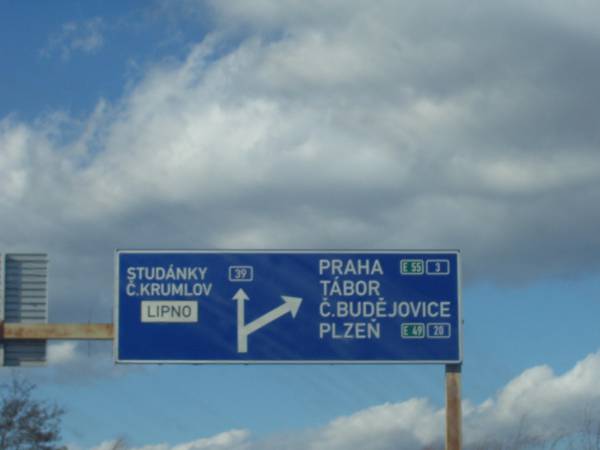 STUDÁNKY 39
Č.KRUMLOV
LIPNO
PRAHA E 55 3
TÁBOR
Č.BUDĚJOVICE
PLZEŇ E 49 20